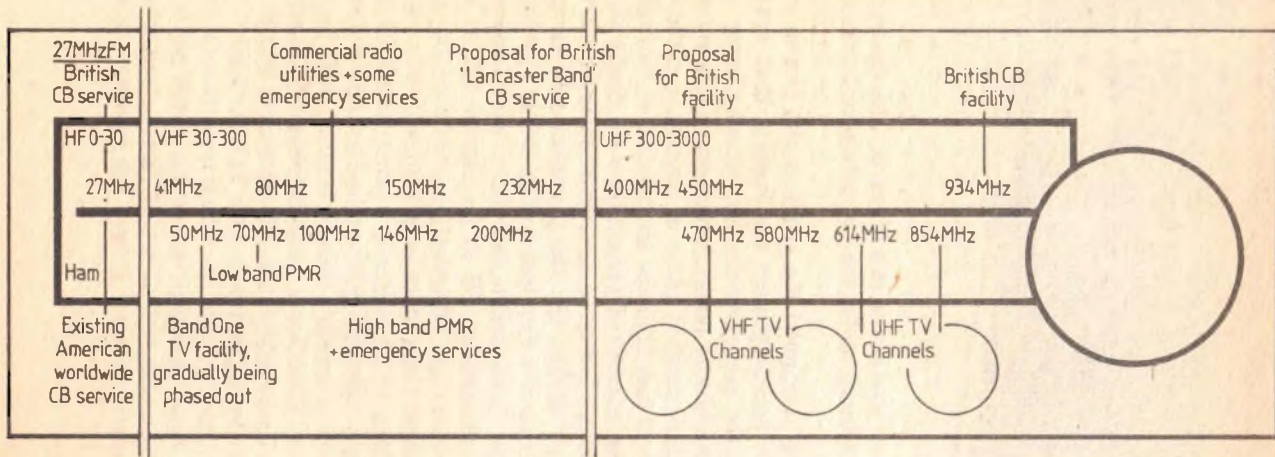 27MHzFM
British
CB service
Commercial radio
utilities + some
emergency services
Proposal for British
'Lancaster Band'
CB service
Proposal
for British
facility
British CB
facility
HF 0-30
VHF 30-300
UHF 300-3000
27MHz
41MHz
80MHz
150MHz
232MHz
400MHz
450MHz
934MHz
50MHz
70MHz
100MHz
146MHz
200MHz
470MHz
580MHz
614MHz
854MHz
Ham
Low band PMR
Existing
American
worldwide
CB service
Band One
TV facility,
gradually being
phased out
High band PMR
+emergency services
VHF TV
Channels
UHF TV
Channels